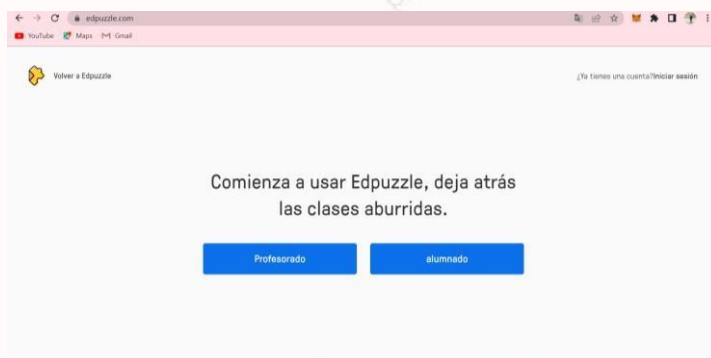 edpuzzle.com
YouTube Maps Gmail
Volver a Edpuzzle
¿Ya tienes una cuenta?Iniciar sesión
Comienza a usar Edpuzzle, deja atrás
las clases aburridas.
Profesorado alumnado